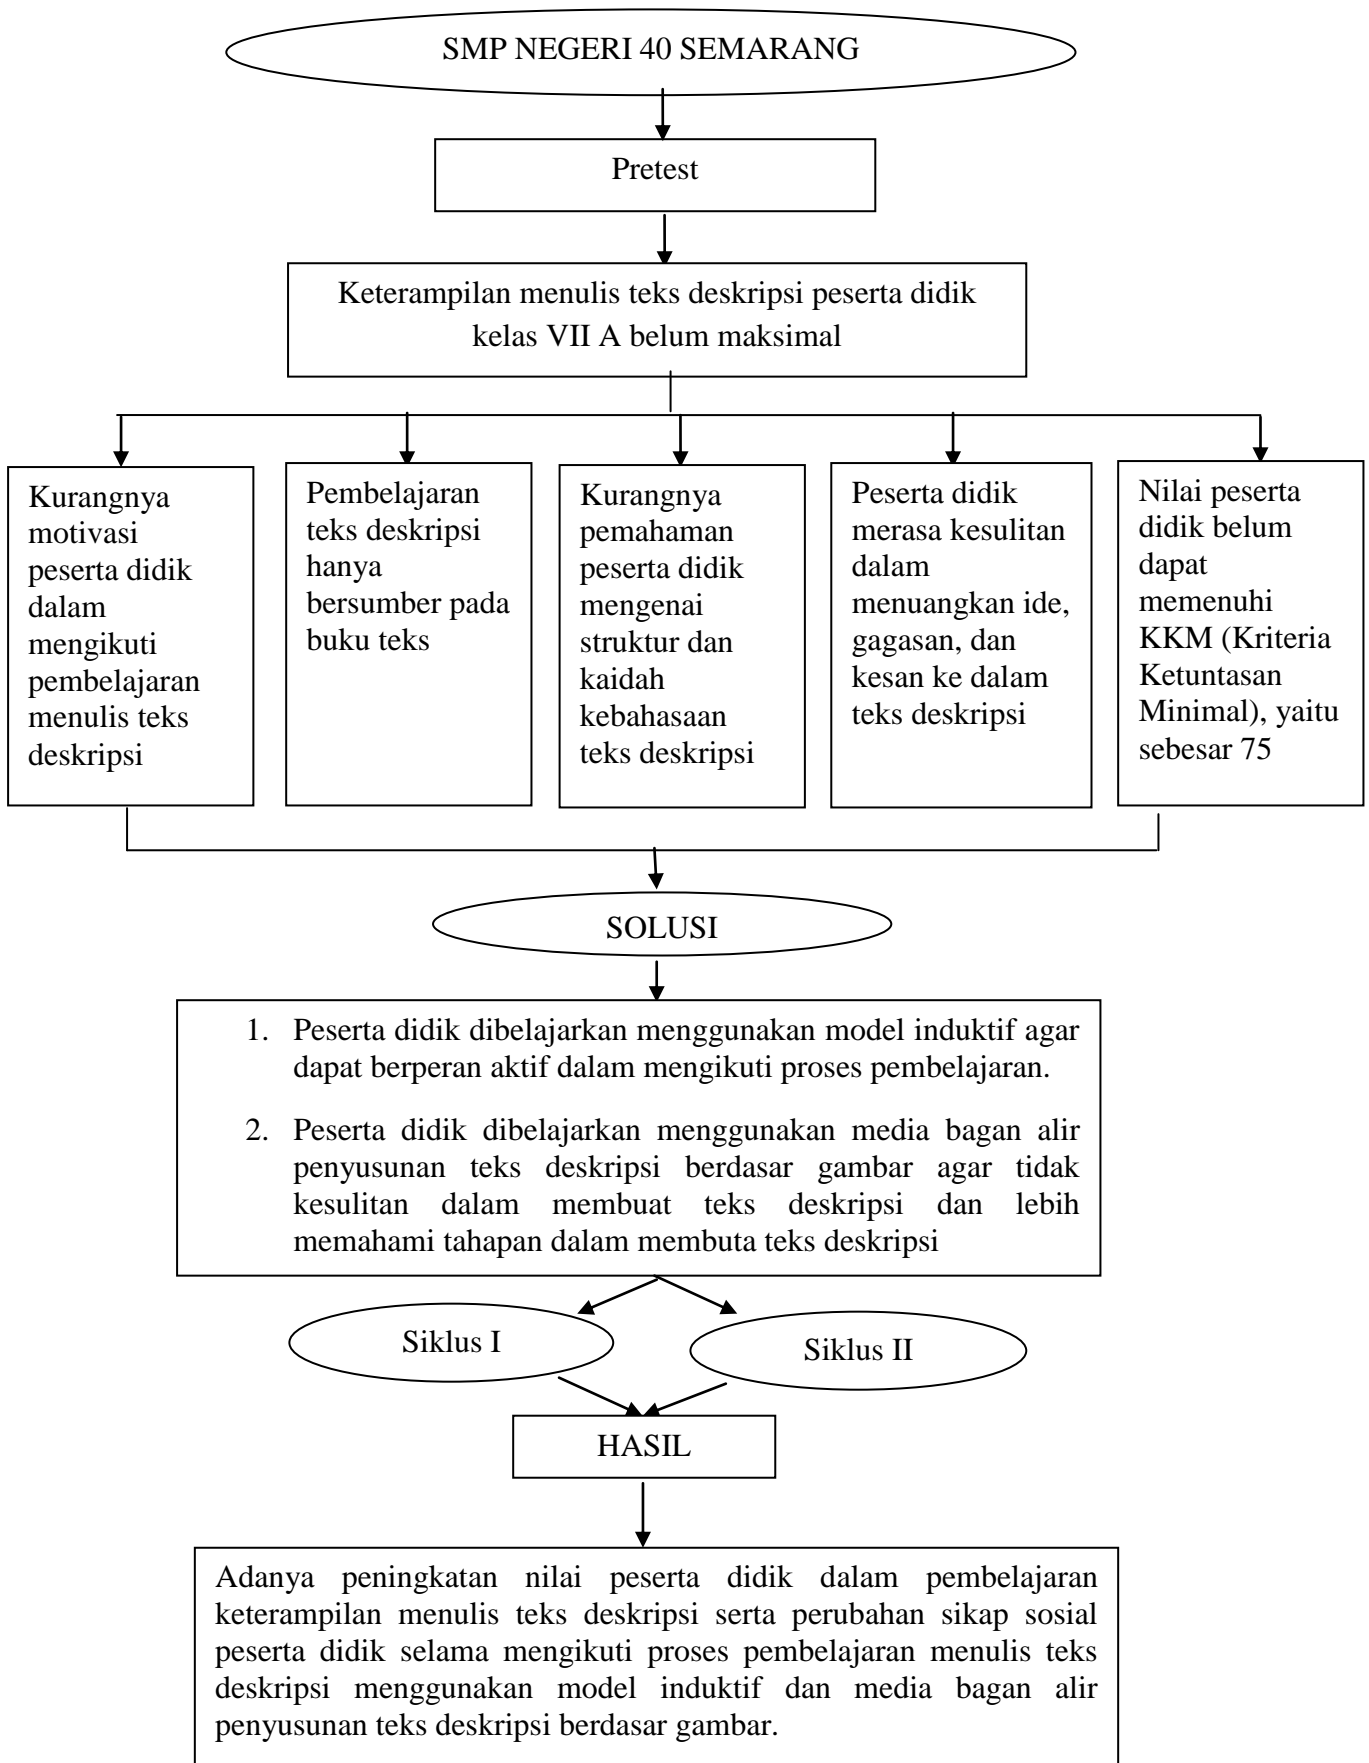 SMP NEGERI 40 SEMARANG
Pretest
Keterampilan menulis teks deskripsi peserta didik
kelas VII A belum maksimal
Kurangnya
motivasi
peserta didik
dalam
mengikuti
pembelajaran
menulis teks
deskripsi
Pembelajaran
teks deskripsi
hanya
bersumber pada
buku teks
Kurangnya
pemahaman
peserta didik
mengenai
struktur dan
kaidah
kebahasaan
teks deskripsi
Peserta didik
merasa kesulitan
dalam
menuangkan ide,
gagasan, dan
kesan ke dalam
teks deskripsi
Nilai peserta
didik belum
dapat
memenuhi
KKM (Kriteria
Ketuntasan
Minimal), yaitu
sebesar 75
SOLUSI
1. Peserta didik dibelajarkan menggunakan model induktif agar
dapat berperan aktif dalam mengikuti proses pembelajaran.
2. Peserta didik dibelajarkan menggunakan media bagan alir
penyusunan teks deskripsi berdasar gambar agar tidak
kesulitan dalam membuat teks deskripsi dan lebih
memahami tahapan dalam membuta teks deskripsi
Siklus I
Siklus II
HASIL
Adanya peningkatan nilai peserta didik dalam pembelajaran
keterampilan menulis teks deskripsi serta perubahan sikap sosial
peserta didik selama mengikuti proses pembelajaran menulis teks
deskripsi menggunakan model induktif dan media bagan alir
penyusunan teks deskripsi berdasar gambar.